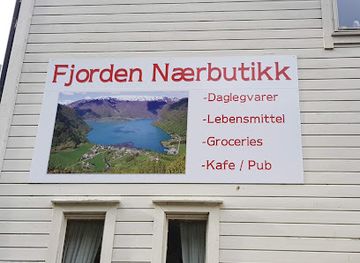 Fjorden Nærbutikk
-Daglegvarer
-Lebensmittel
-Groceries
-Kafe / Pub